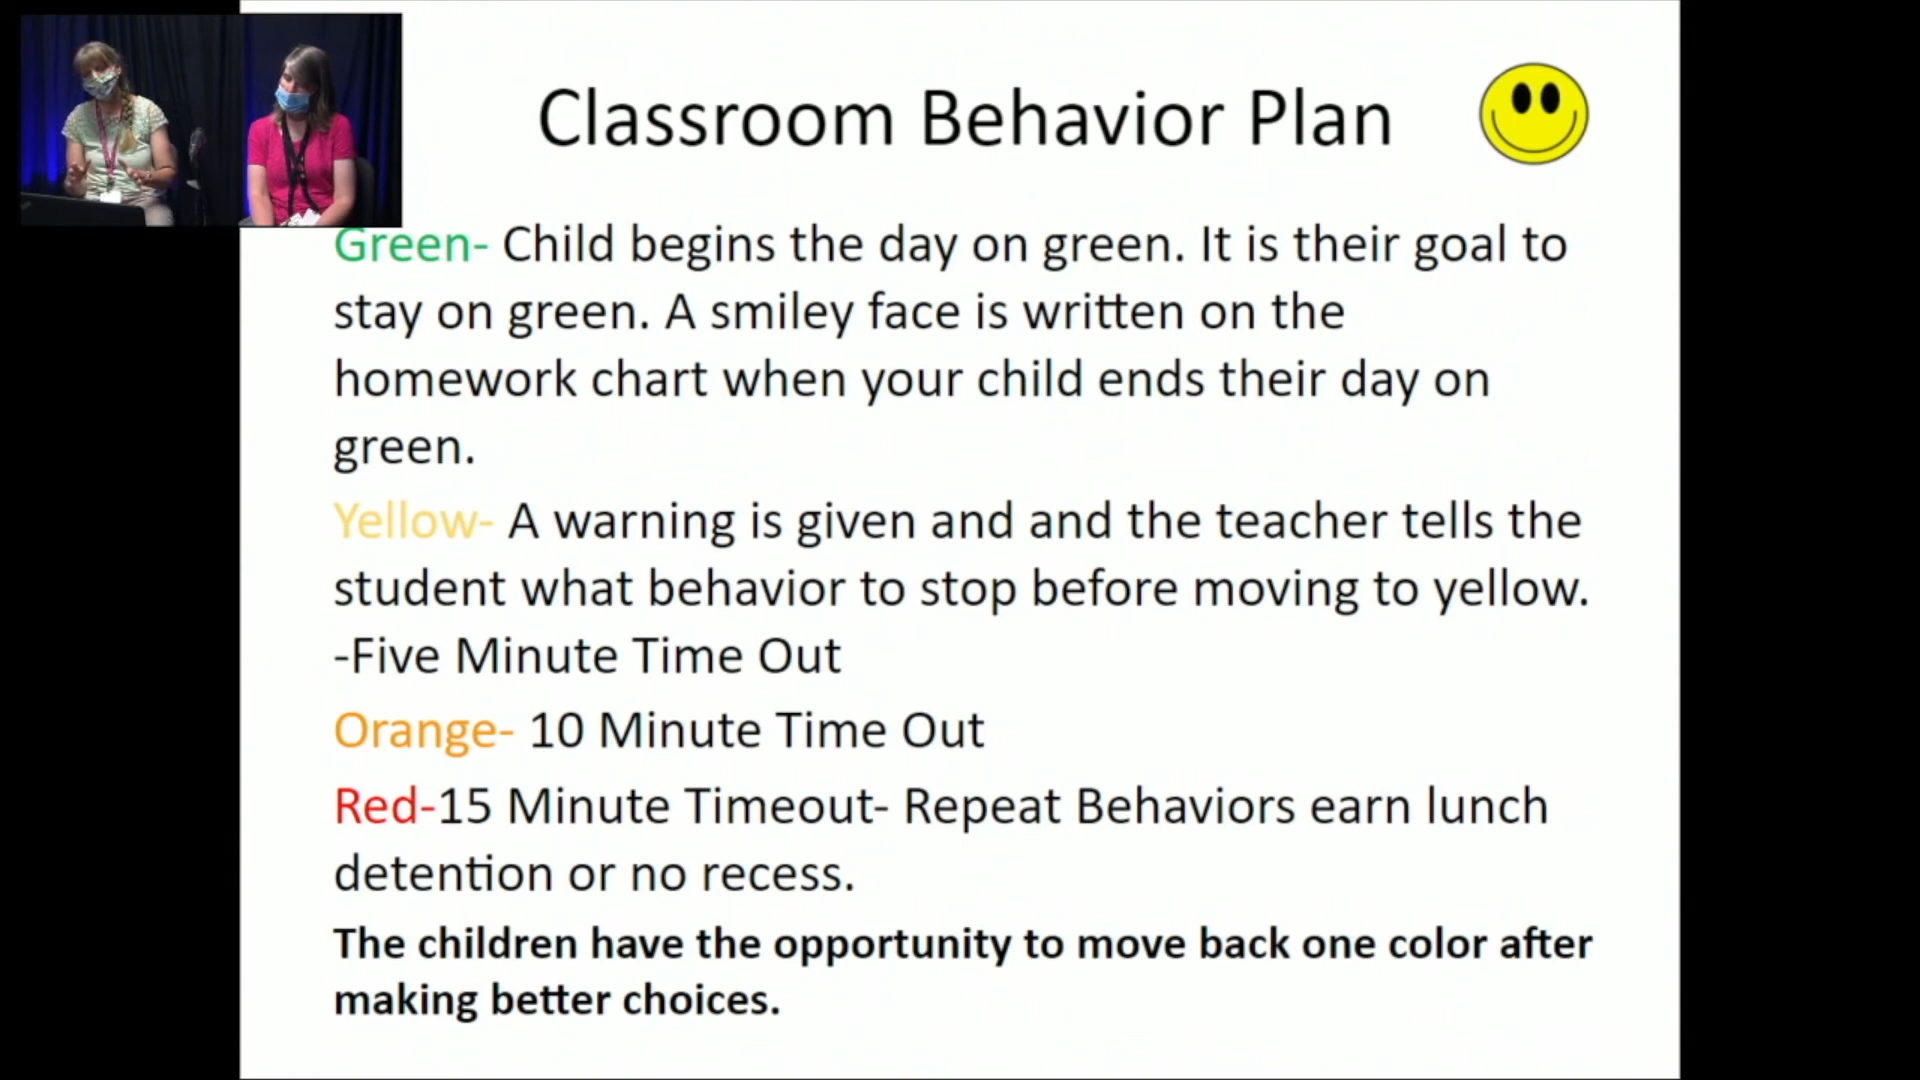 Classroom Behavior Plan
Green- Child begins the day on green. It is their goal to
stay on green. A smiley face is written on the
homework chart when your child ends their day on
green.
Yellow- A warning is given and and the teacher tells the
student what behavior to stop before moving to yellow.
-Five Minute Time Out
Orange- 10 Minute Time Out
Red-15 Minute Timeout- Repeat Behaviors earn lunch
detention or no recess.
The children have the opportunity to move back one color after
making better choices.